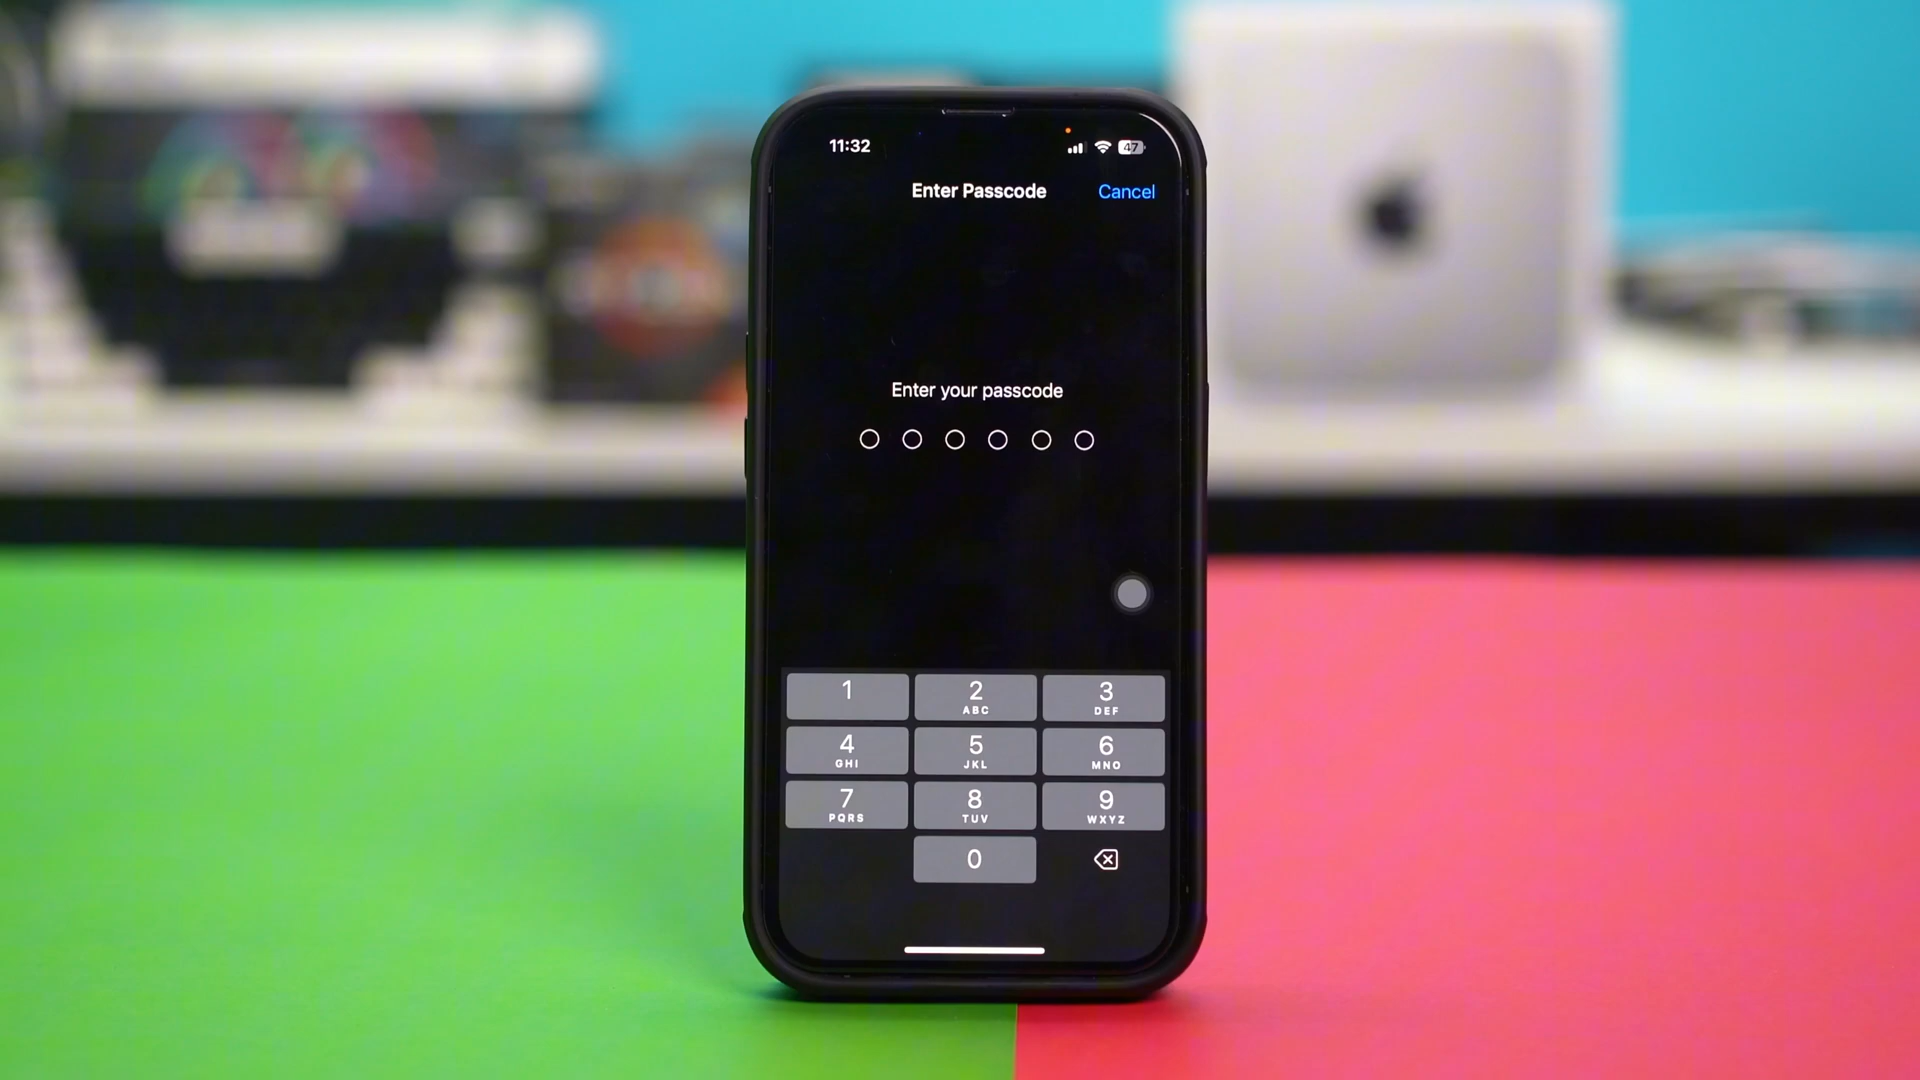 11:32
47
Enter Passcode Cancel
Enter your passcode
1 2 3
ABC DEF
4 5 6
GHI JKL MNO
7 8 9
PQRS TUV WXYZ
0